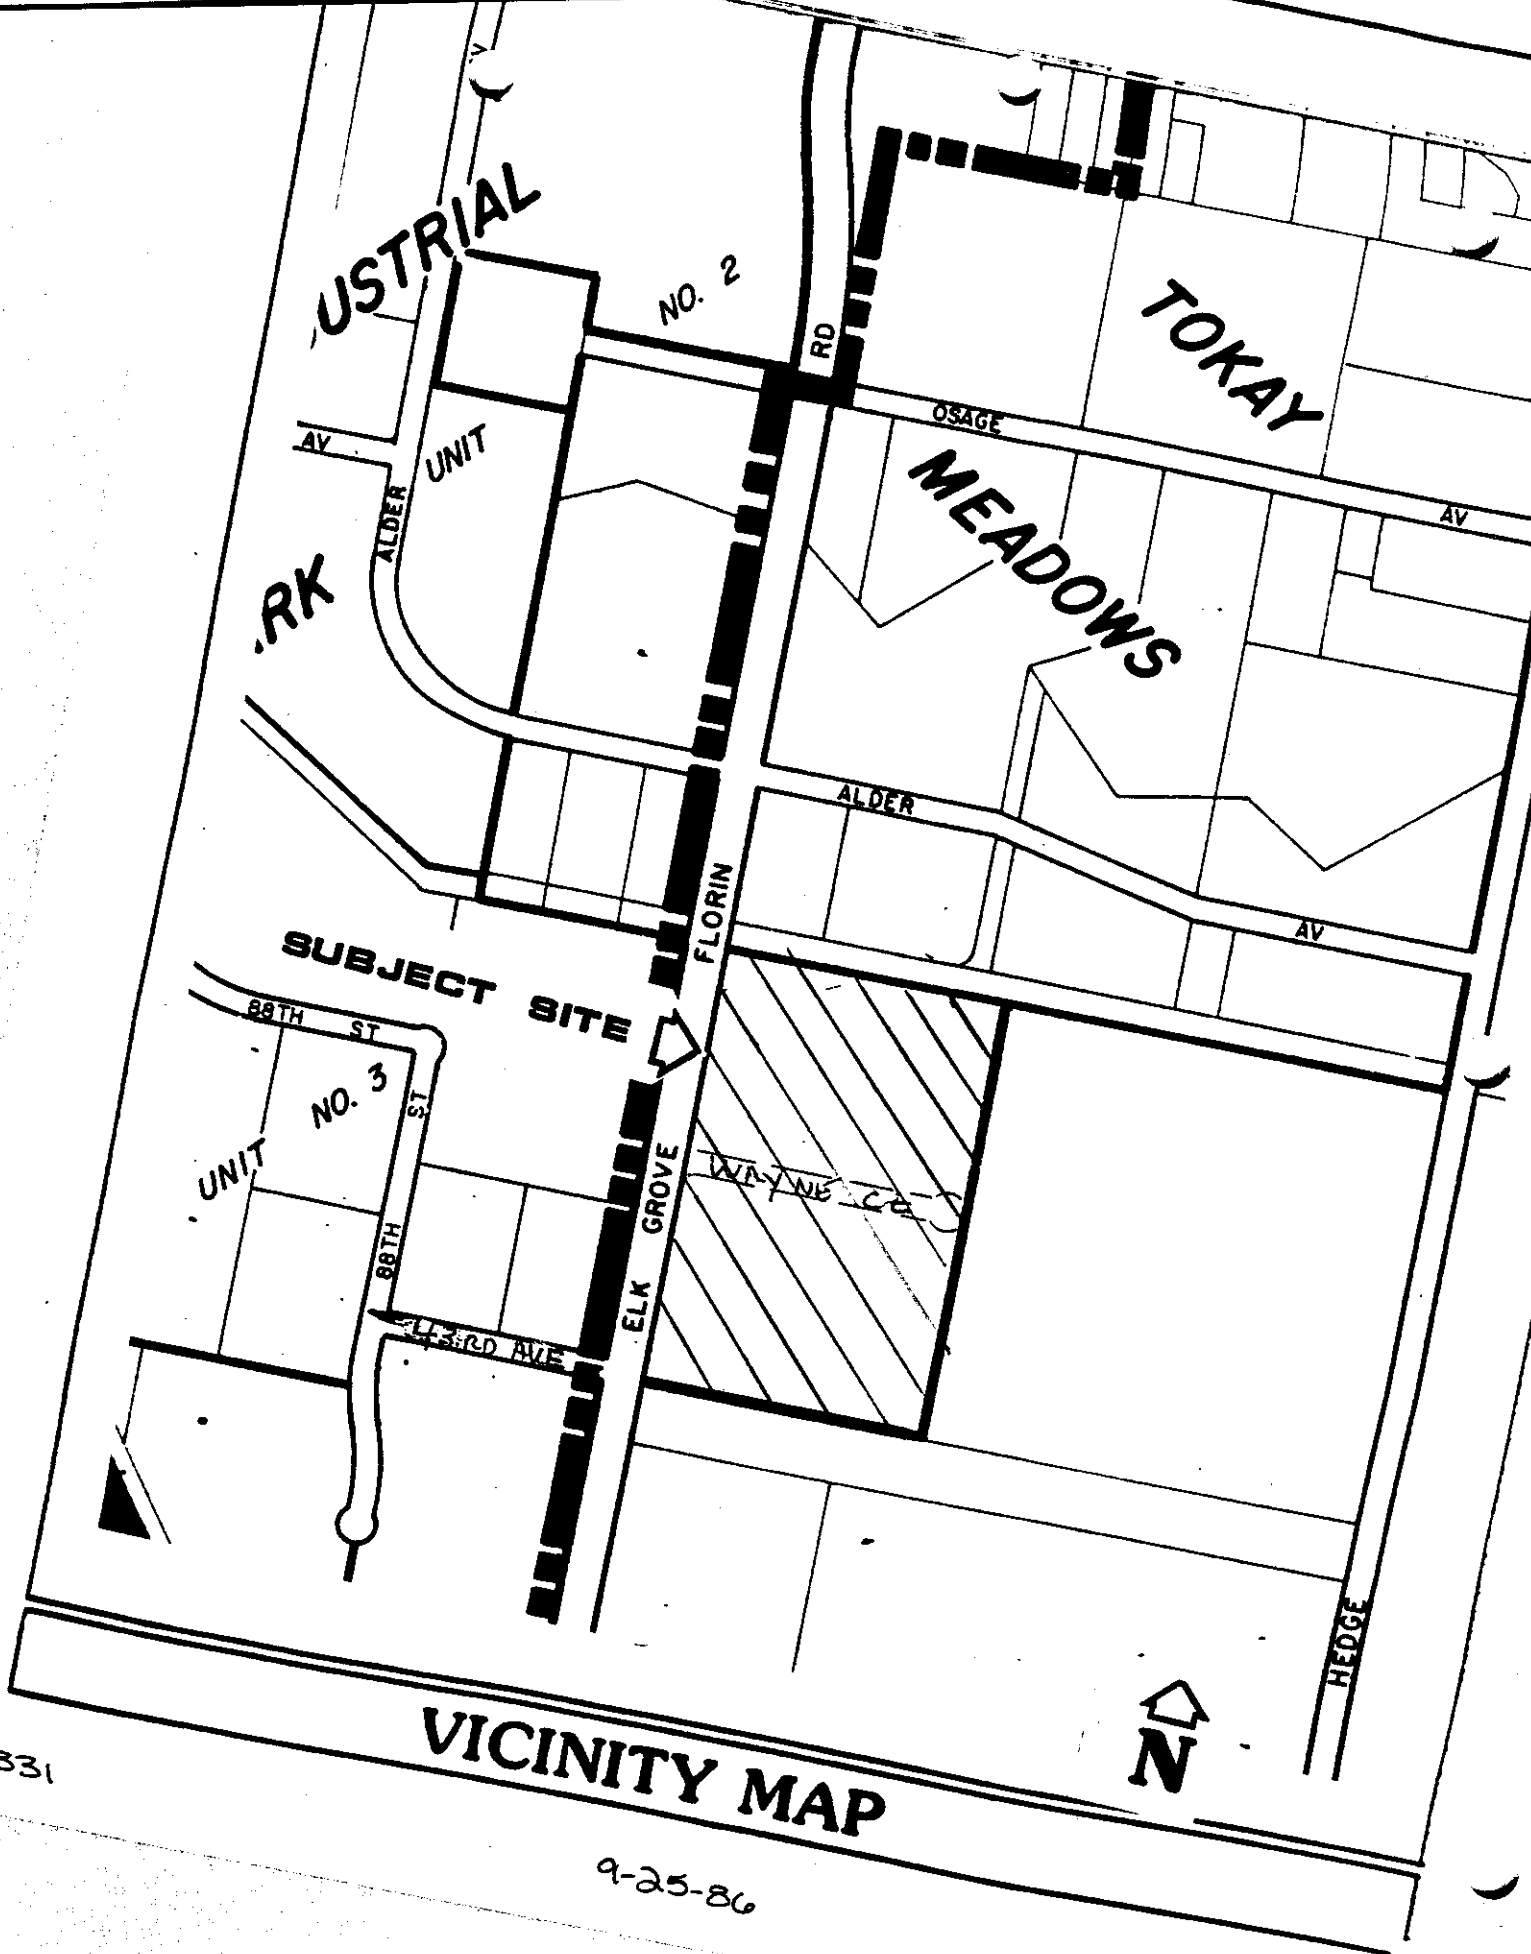 USTRIAL
NO. 2
RD
TOKAY
OSAGE
AV
UNIT
AV
ALDER
MEADOWS
ALDER
AV
FLORIN
SUBJECT SITE
88TH ST
NO. 3
ST
UNIT
GROVE
WAYNE
88TH
ELK
43RD AVE
HEDGE
N
VICINITY MAP
331
9-25-86